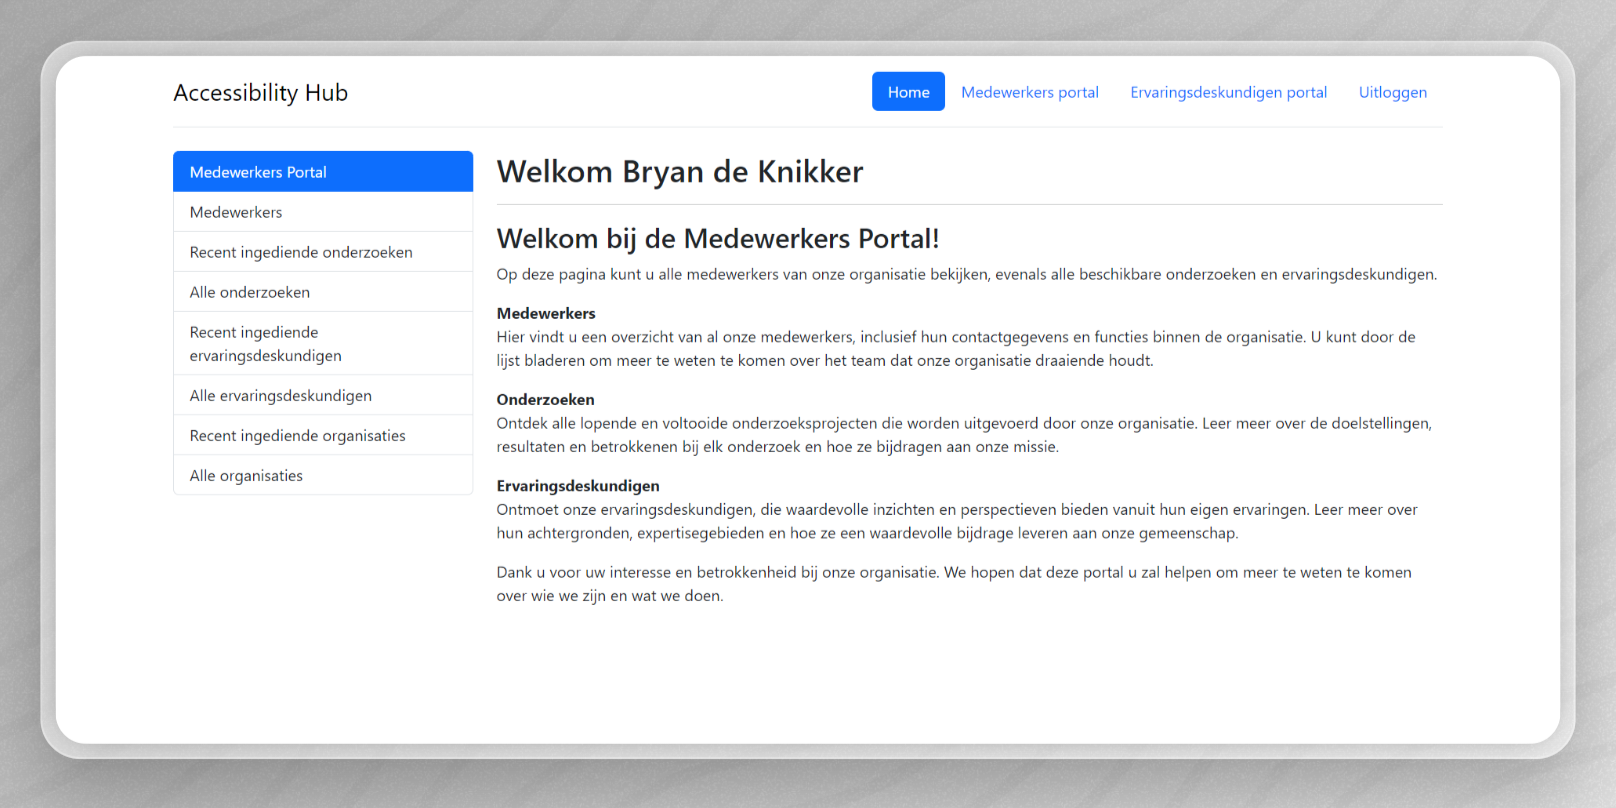 Accessibility Hub
Home
Medewerkers portal
Ervaringsdeskundigen portal
Uitloggen
Medewerkers Portal
Medewerkers
Recent ingediende onderzoeken
Alle onderzoeken
Recent ingediende
ervaringsdeskundigen
Alle ervaringsdeskundigen
Recent ingediende organisaties
Alle organisaties
Welkom Bryan de Knikker
Welkom bij de Medewerkers Portal!
Op deze pagina kunt u alle medewerkers van onze organisatie bekijken, evenals alle beschikbare onderzoeken en ervaringsdeskundigen.
Medewerkers
Hier vindt u een overzicht van al onze medewerkers, inclusief hun contactgegevens en functies binnen de organisatie. U kunt door de
lijst bladeren om meer te weten te komen over het team dat onze organisatie draaiende houdt.
Onderzoeken
Ontdek alle lopende en voltooide onderzoeksprojecten die worden uitgevoerd door onze organisatie. Leer meer over de doelstellingen,
resultaten en betrokkenen bij elk onderzoek en hoe ze bijdragen aan onze missie.
Ervaringsdeskundigen
Ontmoet onze ervaringsdeskundigen, die waardevolle inzichten en perspectieven bieden vanuit hun eigen ervaringen. Leer meer over
hun achtergronden, expertisegebieden en hoe ze een waardevolle bijdrage leveren aan onze gemeenschap.
Dank u voor uw interesse en betrokkenheid bij onze organisatie. We hopen dat deze portal u zal helpen om meer te weten te komen
over wie we zijn en wat we doen.